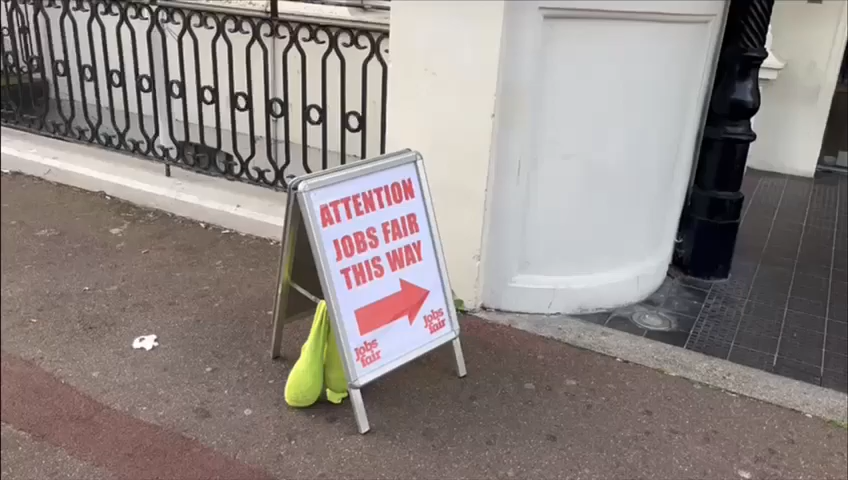 ATTENTION
JOBS FAIR
THIS WAY
Jobs
fair
Jobs
fair